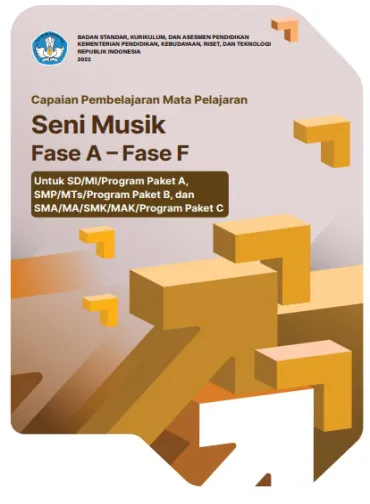 BADAN STANDAR, KURIKULUM, DAN ASESMEN PENDIDIKAN
KEMENTERIAN PENDIDIKAN, KEBUDAYAAN, RISET, DAN TEKNOLOGI
REPUBLIK INDONESIA
2022
Capaian Pembelajaran Mata Pelajaran
Seni Musik
Fase A – Fase F
Untuk SD/MI/Program Paket A,
SMP/MTs/Program Paket B, dan
SMA/MA/SMK/MAK/Program Paket C